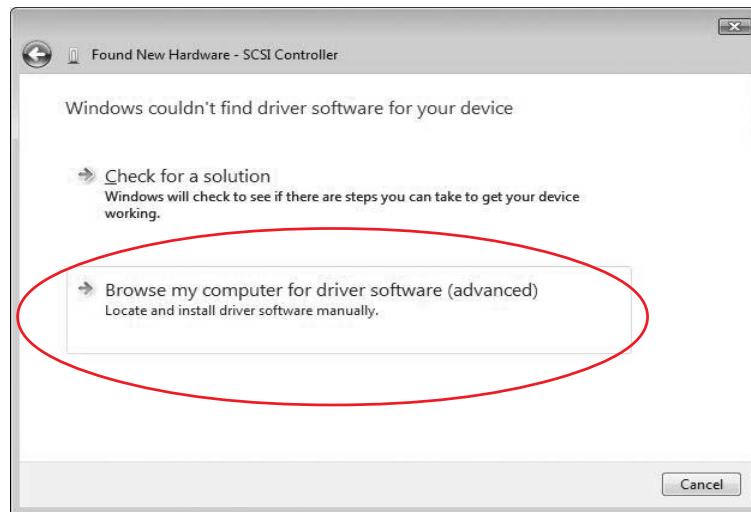 Found New Hardware - SCSI Controller
Windows couldn't find driver software for your device
Check for a solution
Windows will check to see if there are steps you can take to get your device
working.
Browse my computer for driver software (advanced)
Locate and install driver software manually.
Cancel